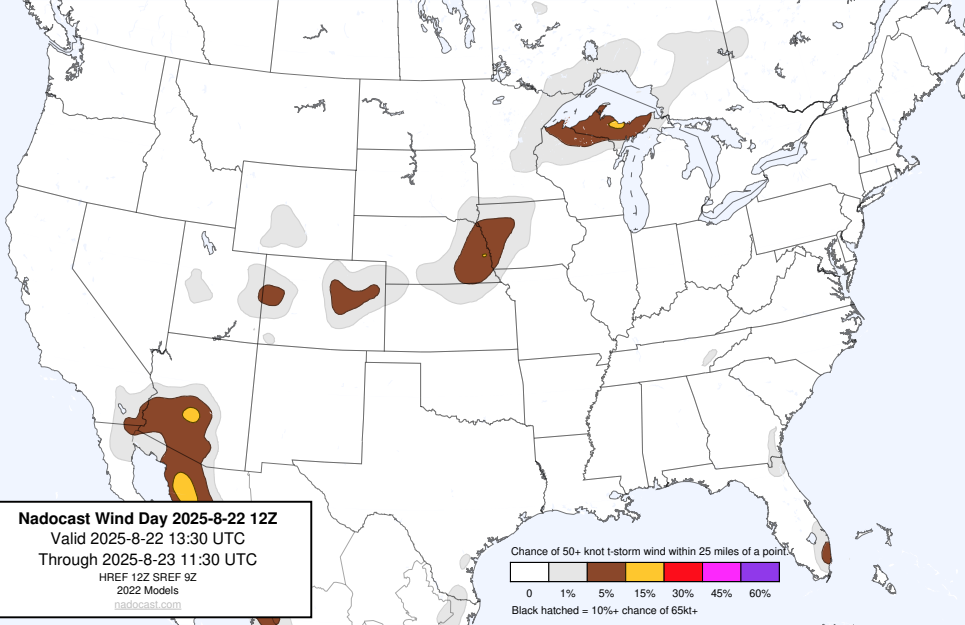 Nadocast Wind Day 2025-8-22 12Z
Valid 2025-8-22 13:30 UTC
Through 2025-8-23 11:30 UTC
HREF 12Z SREF 9Z
2022 Models
nadocast.com
Chance of 50+ knot t-storm wind within 25 miles of a point.
0 1% 5% 15% 30% 45% 60%
Black hatched = 10%+ chance of 65kt+